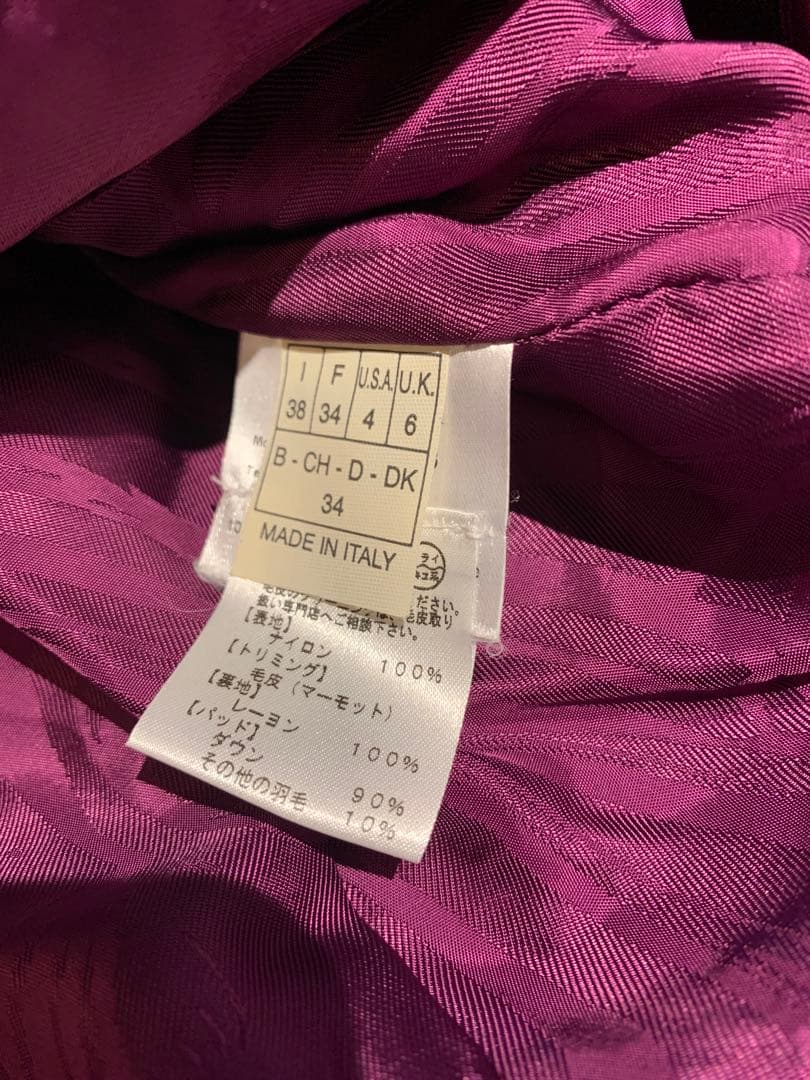 I F U.S.A. U.K.
38 34 4 6
B - CH - D - DK
34
MADE IN ITALY
ライ
ください。
扱い専門店へご相談下さい。
【表地】
ナイロン 100%
【トリミング】
毛皮（マーモット）
【裏地】
レーヨン 100%
【パッド】
ダウン 90%
その他の羽毛 10%